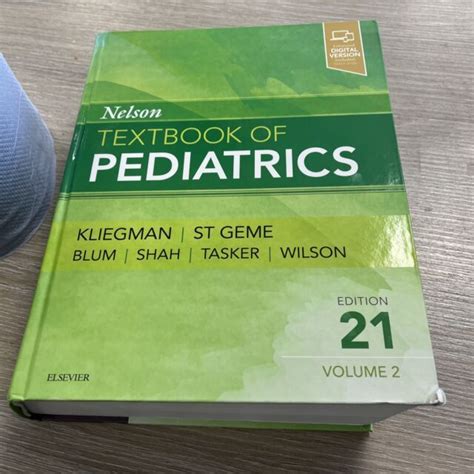 DIGITAL
VERSION
Nelson
TEXTBOOK OF
PEDIATRICS
KLIEGMAN | ST GEME
BLUM | SHAH | TASKER | WILSON
EDITION
21
VOLUME 2
ELSEVIER